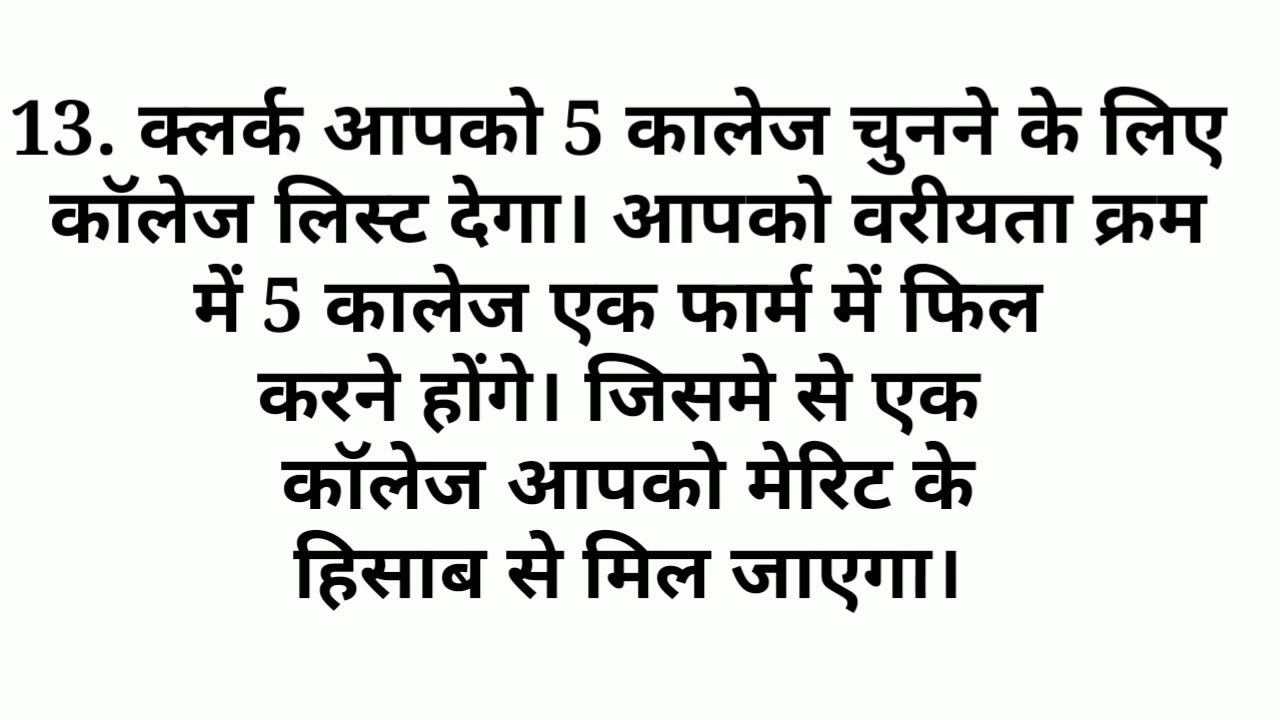 13. क्लर्क आपको 5 कालेज चुनने के लिए
कॉलेज लिस्ट देगा। आपको वरीयता क्रम
में 5 कालेज एक फार्म में फिल
करने होंगे। जिसमे से एक
कॉलेज आपको मेरिट के
हिसाब से मिल जाएगा।